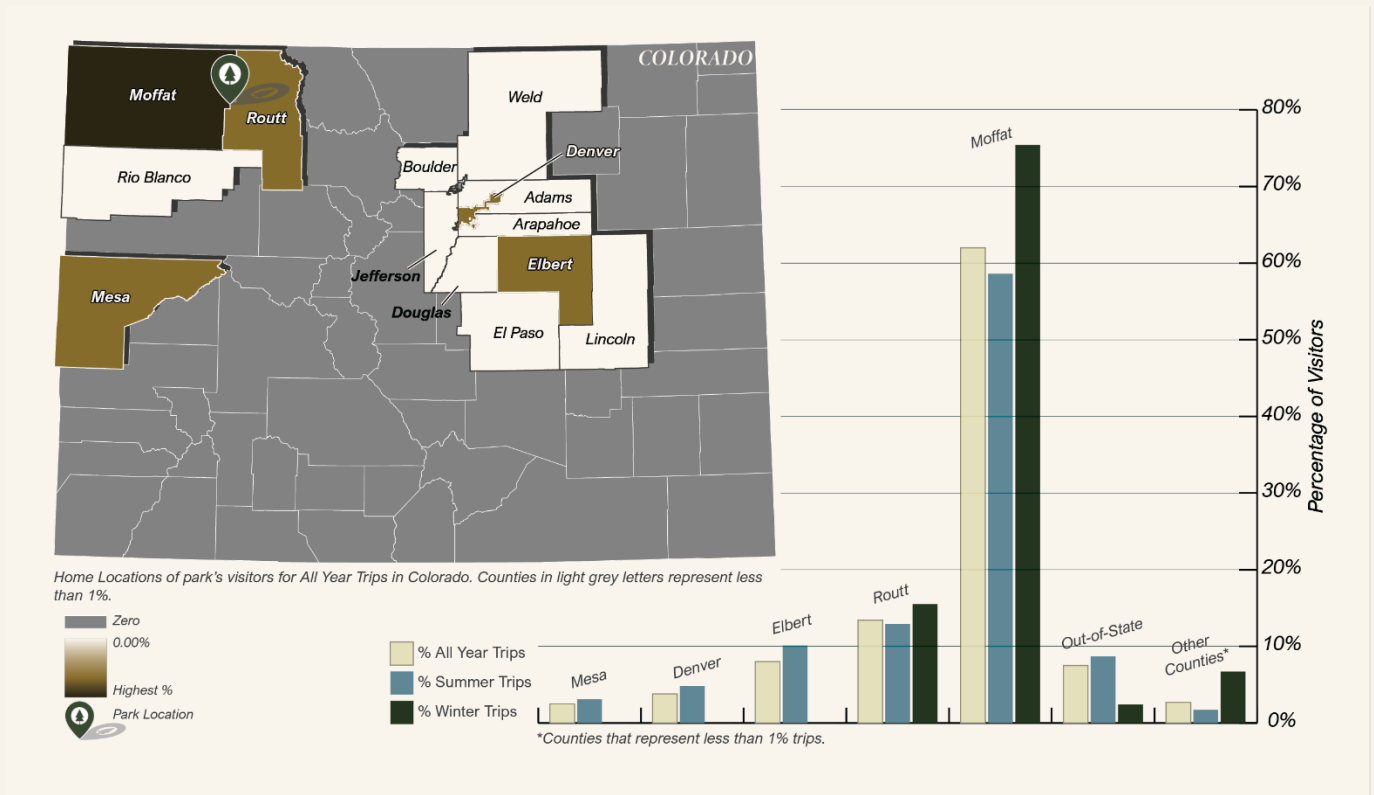 COLORADO
Moffat
Routt
Rio Blanco
Mesa
Weld
Boulder
Denver
Adams
Arapahoe
Jefferson
Elbert
Douglas
El Paso
Lincoln
Home Locations of park's visitors for All Year Trips in Colorado. Counties in light grey letters represent less
than 1%.
Zero
0.00%
Highest %
Park Location
% All Year Trips
% Summer Trips
% Winter Trips
Mesa
Denver
Elbert
Routt
Moffat
Out-of-State
Other
Counties*
80%
70%
60%
50%
40%
30%
20%
10%
0%
Percentage of Visitors
*Counties that represent less than 1% trips.